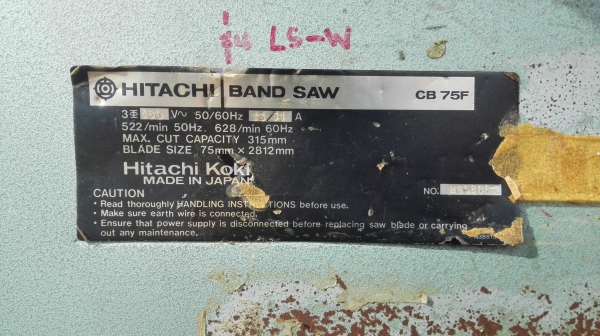 LS-W
HITACHI BAND SAW CB 75F
3 V~ 50/60Hz A
522/min 50Hz. 628/min 60Hz
MAX. CUT CAPACITY 315mm
BLADE SIZE 75mm × 2812mm
Hitachi Koki
MADE IN JAPAN
NO.
CAUTION
• Read thoroughly HANDLING INSTRUCTIONS before use.
• Make sure earth wire is connected.
• Ensure that power supply is disconnected before replacing saw blade or carrying
out any maintenance.